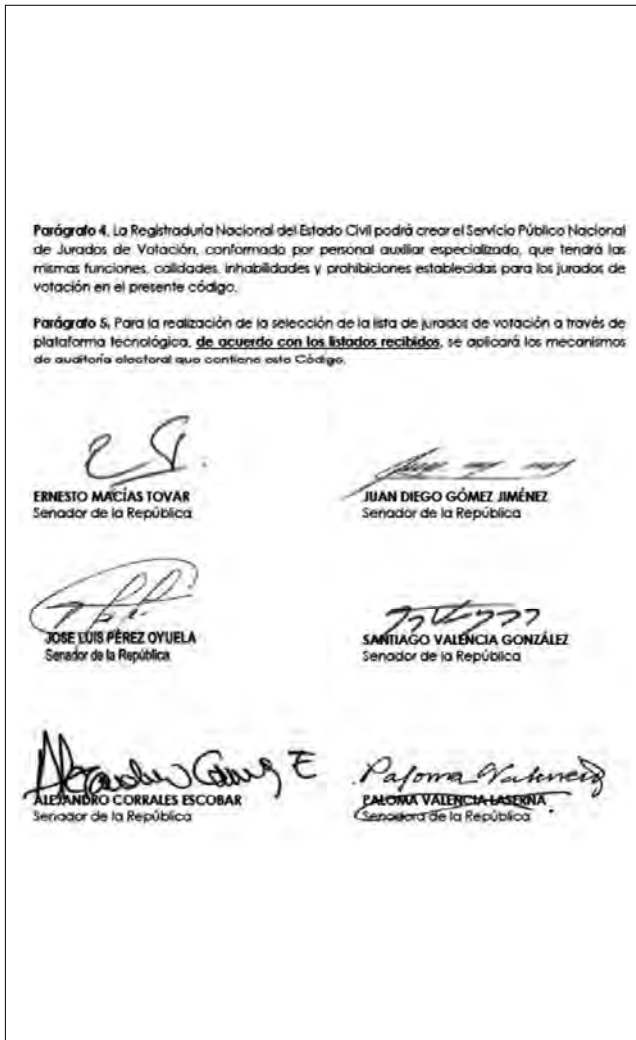 Parágrafo 4. La Registraduría Nacional del Estado Civil podrá crear el Servicio Público Nacional
de Jurados de Votación, conformado por personal auxiliar especializado, que tendrá las
mismas funciones, calidades, inhabilidades y prohibiciones establecidas para los jurados de
votación en el presente código.
Parágrafo 5. Para la realización de la selección de la lista de jurados de votación a través de
plataforma tecnológica, de acuerdo con los listados recibidos, se aplicará los mecanismos
de auditoría electoral que contiene este Código.
ERNESTO MACÍAS TOVAR
Senador de la República
JUAN DIEGO GÓMEZ JIMÉNEZ
Senador de la República
JOSE LUIS PÉREZ OYUELA
Senador de la República
SANTIAGO VALENCIA GONZÁLEZ
Senador de la República
ALEJANDRO CORRALES ESCOBAR
Senador de la República
Paloma Valencia
PALOMA VALENCIA LASERNA
Senadora de la República